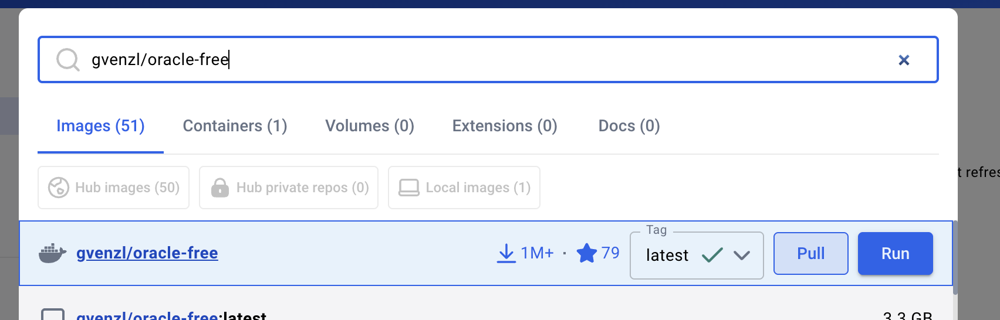 gvenzl/oracle-free
Images (51) Containers (1) Volumes (0) Extensions (0) Docs (0)
t refres
Hub images (50) Hub private repos (0) Local images (1)
Tag
gvenzl/oracle-free 1M+ · 79 latest Pull Run
gvenzl/oracle-free:latest 3.3 GB